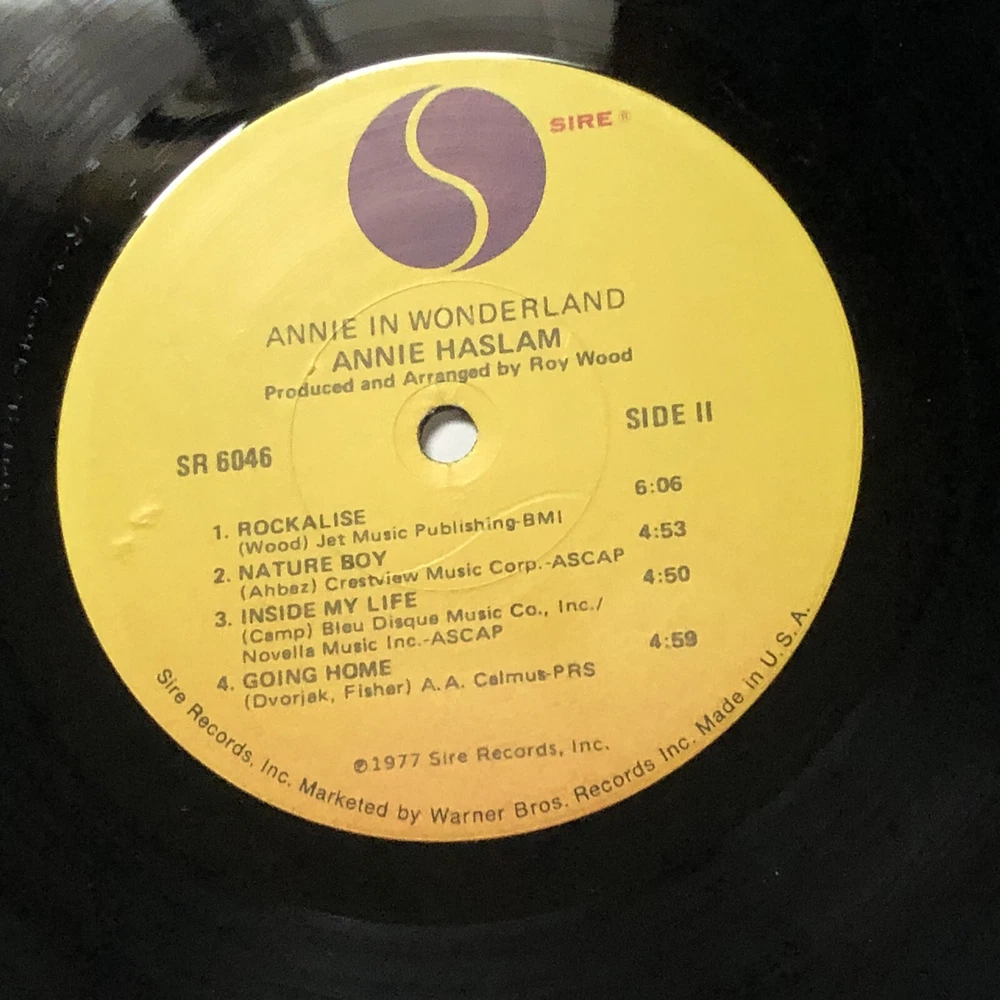 SIRE ®
ANNIE IN WONDERLAND
ANNIE HASLAM
Produced and Arranged by Roy Wood
SIDE II
SR 6046
1. ROCKALISE 6:06
(Wood) Jet Music Publishing-BMI
2. NATURE BOY 4:53
(Ahbez) Crestview Music Corp.-ASCAP
3. INSIDE MY LIFE 4:50
(Camp) Bleu Disque Music Co., Inc./
Novella Music Inc.-ASCAP
4. GOING HOME 4:59
(Dvorjak, Fisher) A.A. Calmus-PRS
℗1977 Sire Records, Inc.
Sire Records, Inc. Marketed by Warner Bros. Records Inc. Made in U.S.A.